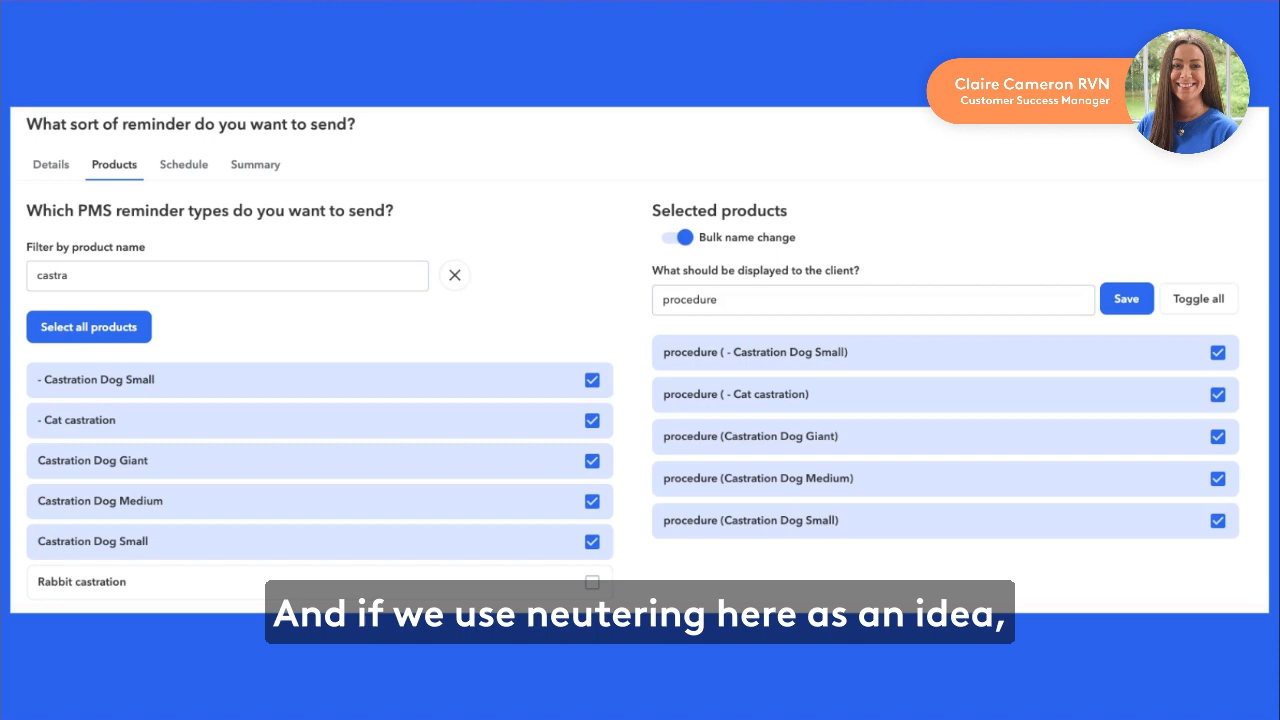 Claire Cameron RVN
Customer Success Manager
What sort of reminder do you want to send?
Details Products Schedule Summary
Which PMS reminder types do you want to send?
Filter by product name
castra
Select all products
- Castration Dog Small
- Cat castration
Castration Dog Giant
Castration Dog Medium
Castration Dog Small
Rabbit castration
Selected products
Bulk name change
What should be displayed to the client?
procedure
Save
Toggle all
procedure ( - Castration Dog Small)
procedure ( - Cat castration)
procedure (Castration Dog Giant)
procedure (Castration Dog Medium)
procedure (Castration Dog Small)
And if we use neutering here as an idea,